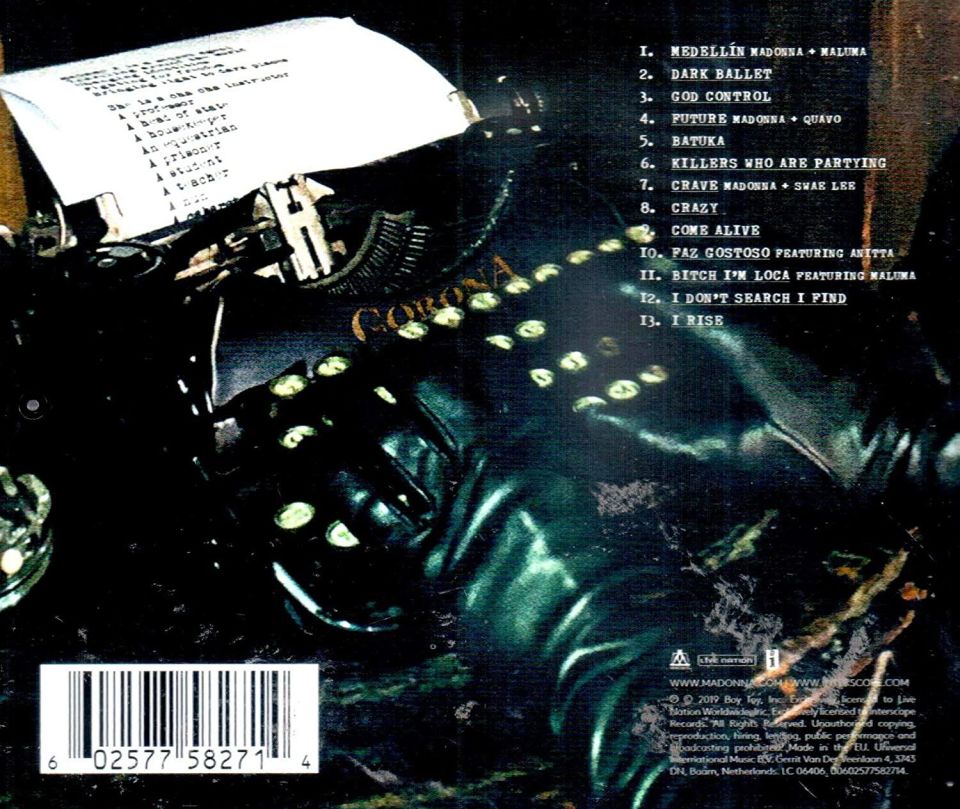 She is a cha cha instructor
A professor
A head of state
A housekeeper
An equestrian
A prisoner
A student
A teacher
A nun
CORONA
1. MEDELLÍN MADONNA + MALUMA
2. DARK BALLET
3. GOD CONTROL
4. FUTURE MADONNA + QUAVO
5. BATUKA
6. KILLERS WHO ARE PARTYING
7. CRAVE MADONNA + SWAE LEE
8. CRAZY
9. COME ALIVE
10. FAZ GOSTOSO FEATURING ANITTA
11. BITCH I'M LOCA FEATURING MALUMA
12. I DON'T SEARCH I FIND
13. I RISE
LIVE NATION
WWW.MADONNA.COM | WWW.INTERSCOPE.COM
℗ © 2019 Boy Toy, Inc. Exclusively licensed to Live
Nation Worldwide, Inc. Exclusively licensed to Interscope
Records. All Rights Reserved. Unauthorised copying,
reproduction, hiring, lending, public performance and
broadcasting prohibited. Made in the EU. Universal
International Music B.V. Gerrit Van Der Veenlaan 4, 3743
DN, Baarn, Netherlands. LC 06406, 00602577582714.
6 02577 58271 4